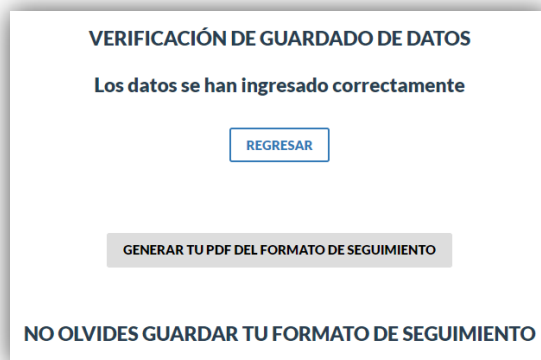 VERIFICACIÓN DE GUARDADO DE DATOS
Los datos se han ingresado correctamente
REGRESAR
GENERAR TU PDF DEL FORMATO DE SEGUIMIENTO
NO OLVIDES GUARDAR TU FORMATO DE SEGUIMIENTO